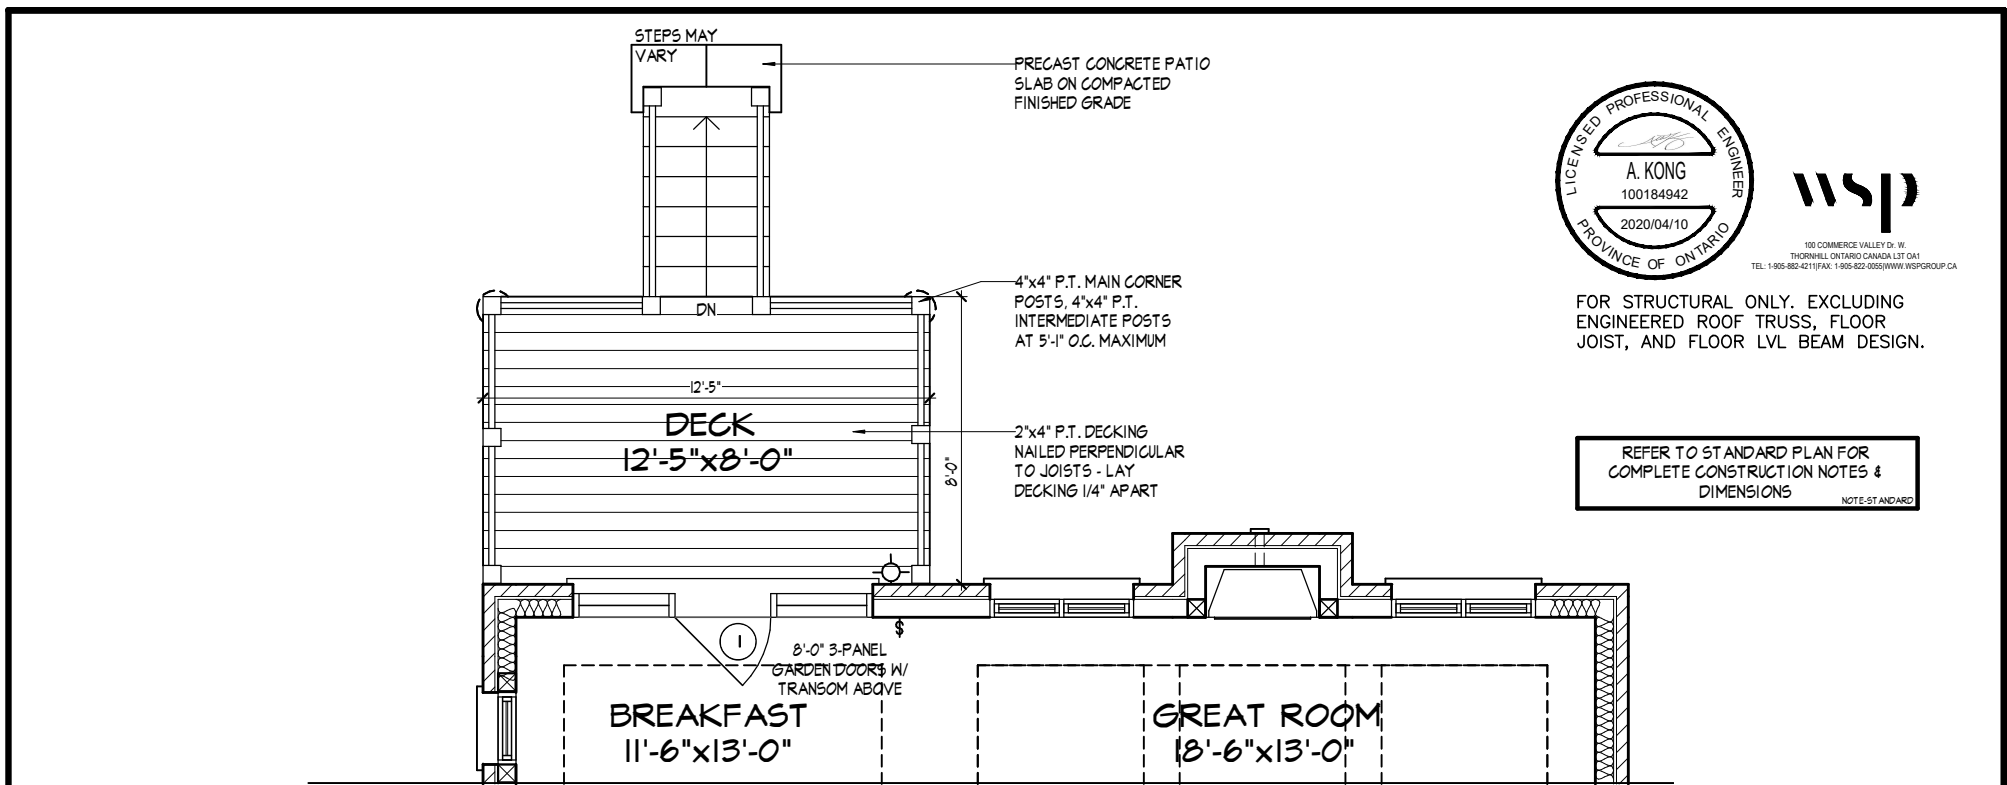 STEPS MAY
VARY
PRECAST CONCRETE PATIO
SLAB ON COMPACTED
FINISHED GRADE
LICENSED PROFESSIONAL ENGINEER
A. KONG
100184942
2020/04/10
PROVINCE OF ONTARIO
wsp
100 COMMERCE VALLEY Dr. W.
THORNHILL ONTARIO CANADA L3T OA1
TEL: 1-905-882-4211|FAX: 1-905-822-0055|WWW.WSPGROUP.CA
FOR STRUCTURAL ONLY. EXCLUDING
ENGINEERED ROOF TRUSS, FLOOR
JOIST, AND FLOOR LVL BEAM DESIGN.
4"x4" P.T. MAIN CORNER
POSTS, 4"x4" P.T.
INTERMEDIATE POSTS
AT 5'-1" O.C. MAXIMUM
DN
12'-5"
DECK
12'-5"x8'-0"
8'-0"
2"x4" P.T. DECKING
NAILED PERPENDICULAR
TO JOISTS - LAY
DECKING 1/4" APART
REFER TO STANDARD PLAN FOR
COMPLETE CONSTRUCTION NOTES &
DIMENSIONS
NOTE-STANDARD
$
1
8'-0" 3-PANEL
GARDEN DOORS W/
TRANSOM ABOVE
BREAKFAST
11'-6"x13'-0"
GREAT ROOM
18'-6"x13'-0"